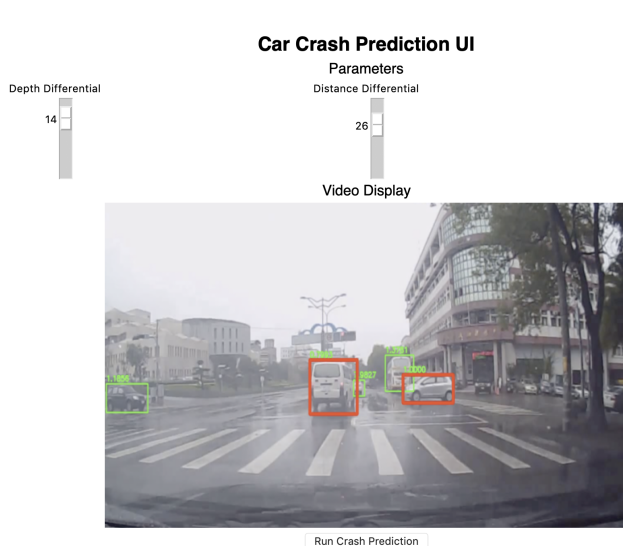 Car Crash Prediction UI
Parameters
Depth Differential
Distance Differential
14
26
Video Display
Run Crash Prediction